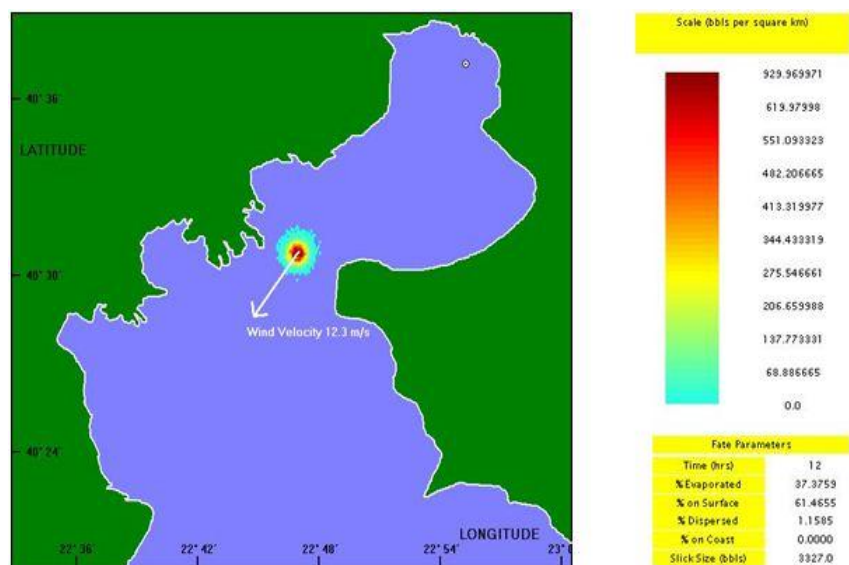 40° 36'
LATITUDE
40° 30'
Wind Velocity 12.3 m/s
40° 24'
LONGITUDE
22° 36' 22° 42' 22° 48' 22° 54' 23° 0
Scale (bbls per square km)
929.969971
619.97998
551.093323
482.206665
413.319977
344.433319
275.546661
206.659988
137.773331
68.886665
0.0
Fate Parameters
Time (hrs) 12
% Evaporated 37.3759
% on Surface 61.4655
% Dispersed 1.1585
% on Coast 0.0000
Slick Size (bbls) 3327.0